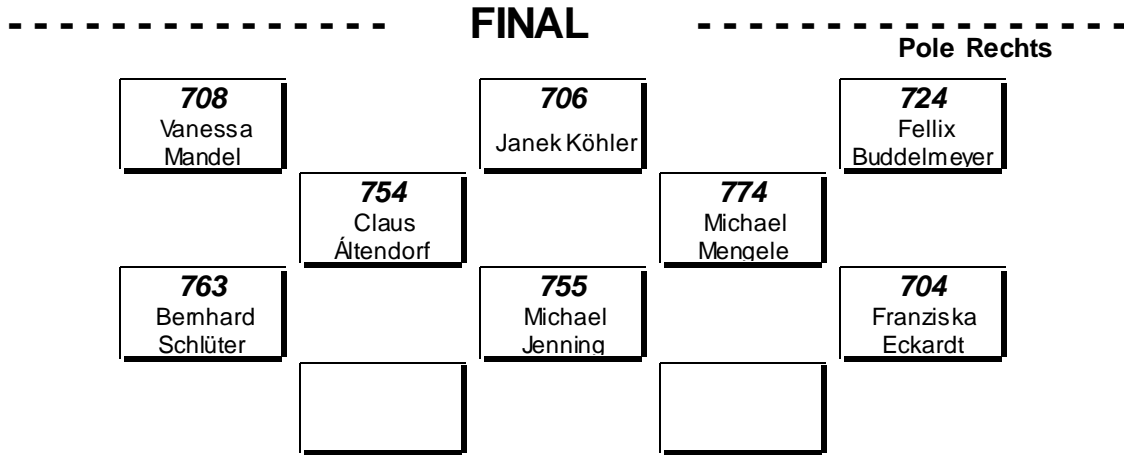 - - - - - - - - - - - - - - - FINAL - - - - - - - - - - - - - - - - -
Pole Rechts
708
Vanessa
Mandel
706
Janek Köhler
724
Fellix
Buddelmeyer
754
Claus
Áltendorf
774
Michael
Mengele
763
Bernhard
Schlüter
755
Michael
Jenning
704
Franziska
Eckardt